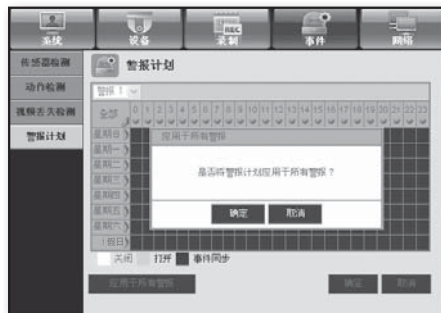 系统 设备 录制 事件 网络
REC
传感器检测
动作检测
视频丢失检测
警报计划
警报计划
警报 1
全部 0 1 2 3 4 5 6 7 8 9 10 11 12 13 14 15 16 17 18 19 20 21 22 23
星期日
星期一
星期二
星期三
星期四
星期五
星期六
假日
应用于所有警报
是否将警报计划应用于所有警报？
确定 取消
关闭 打开 事件同步
应用于所有警报 确定 取消